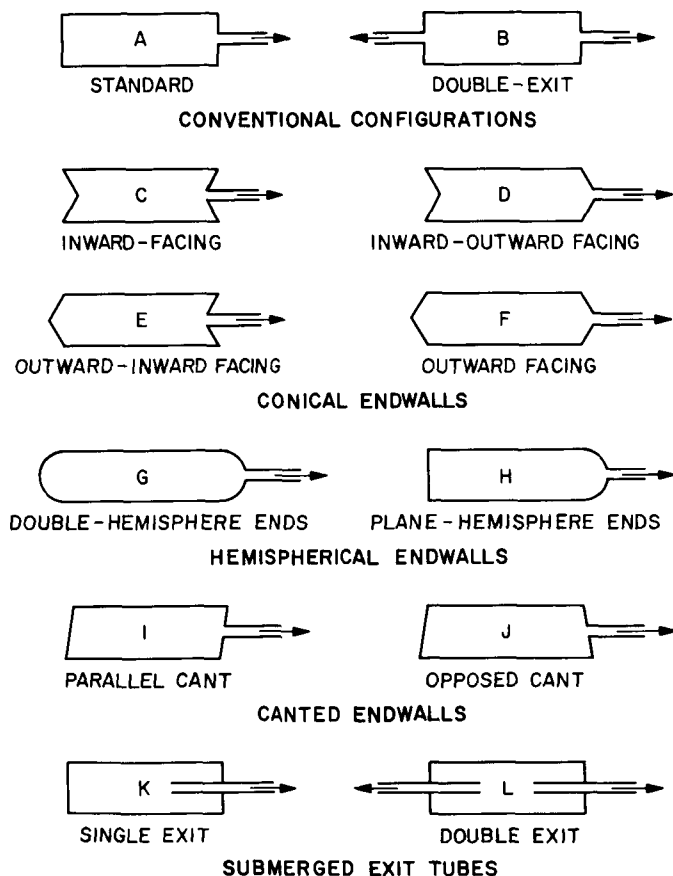 A
B
STANDARD
DOUBLE-EXIT
CONVENTIONAL CONFIGURATIONS
C
D
INWARD-FACING
INWARD-OUTWARD FACING
E
F
OUTWARD-INWARD FACING
OUTWARD FACING
CONICAL ENDWALLS
G
H
DOUBLE-HEMISPHERE ENDS
PLANE-HEMISPHERE ENDS
HEMISPHERICAL ENDWALLS
I
J
PARALLEL CANT
OPPOSED CANT
CANTED ENDWALLS
K
L
SINGLE EXIT
DOUBLE EXIT
SUBMERGED EXIT TUBES